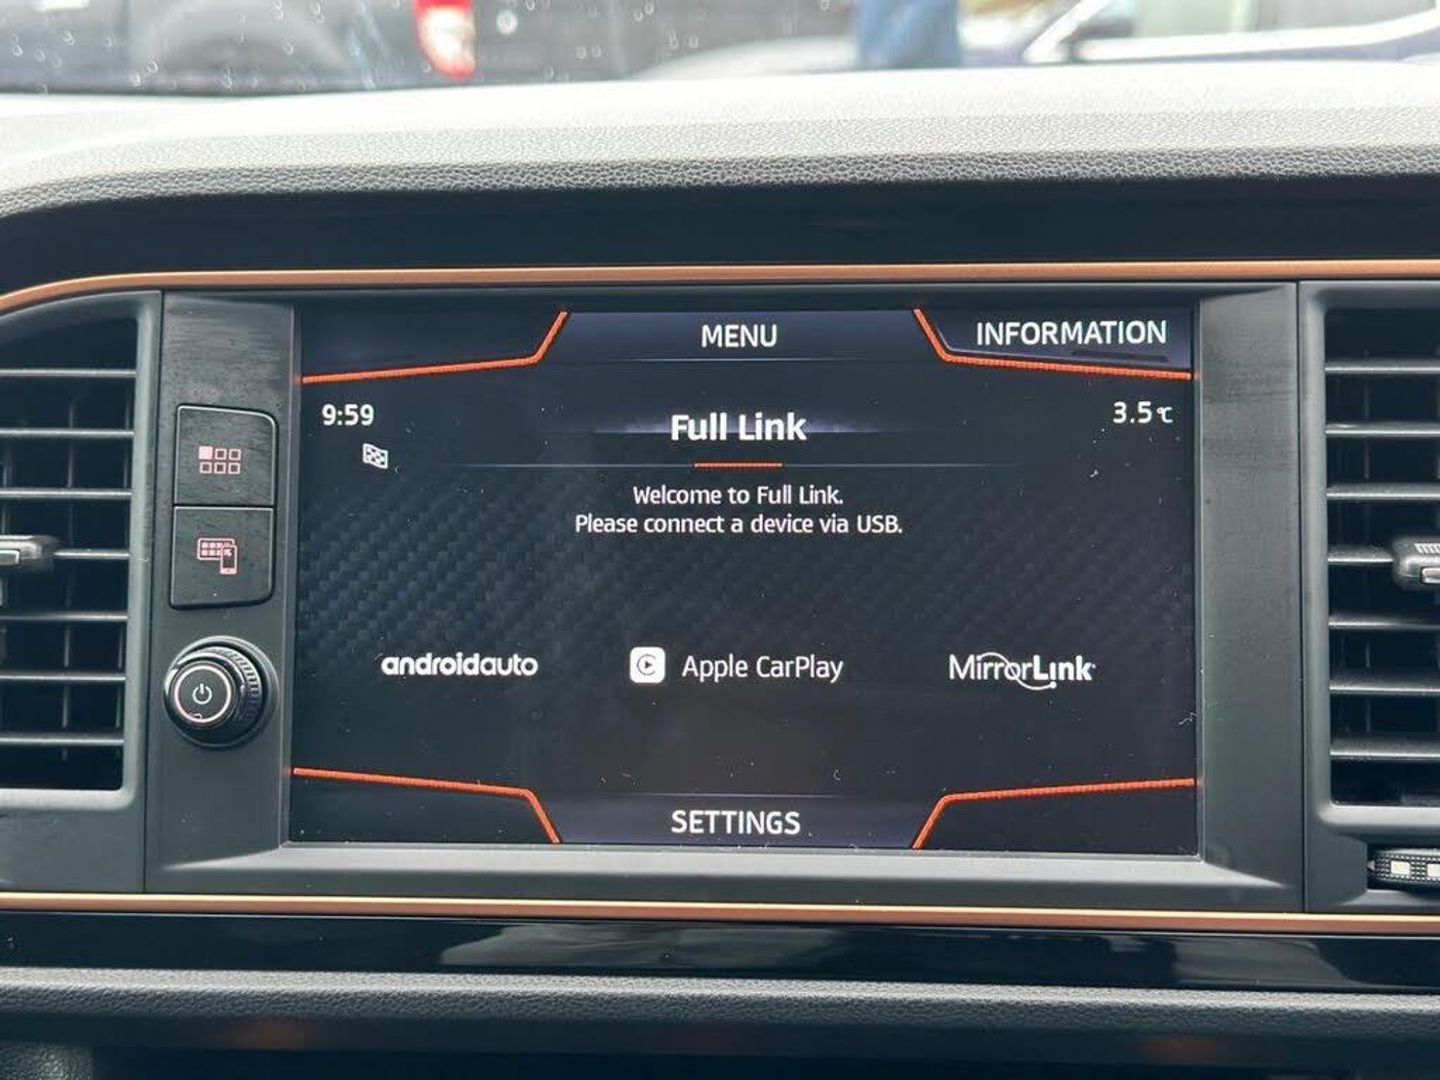 MENU
INFORMATION
9:59
Full Link
3.5°C
Welcome to Full Link.
Please connect a device via USB.
androidauto
Apple CarPlay
MirrorLink
SETTINGS